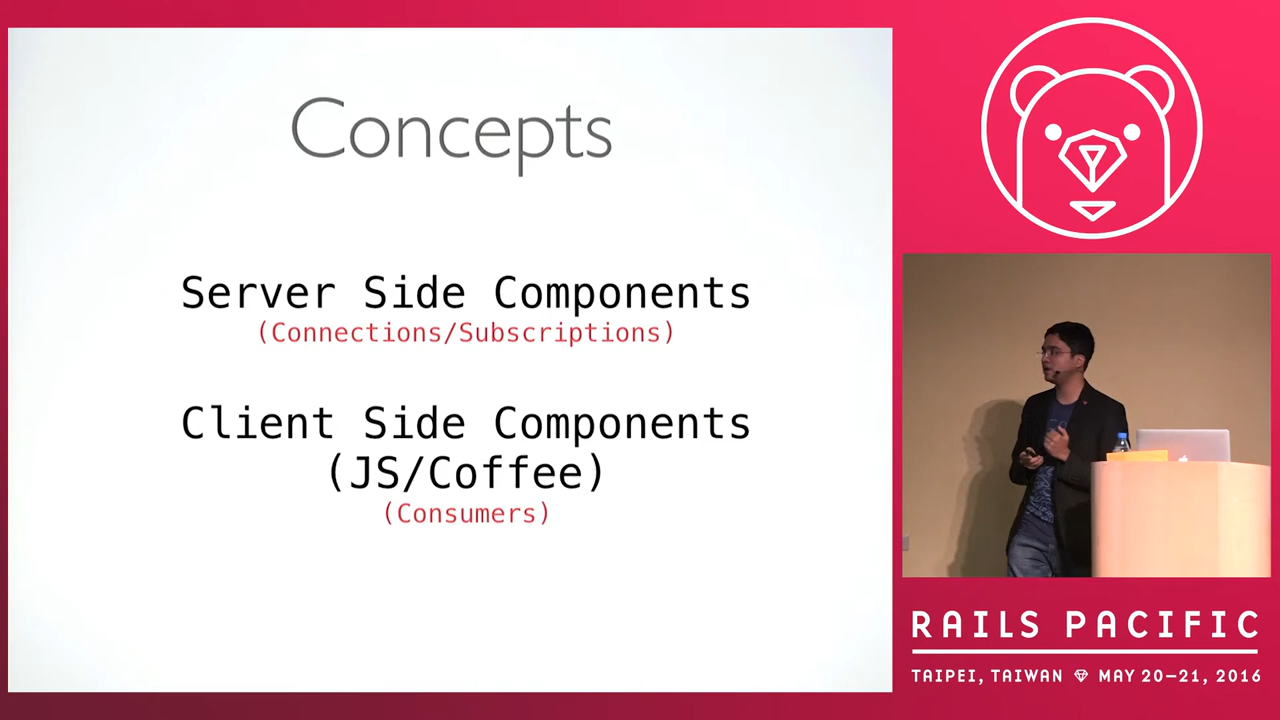 Concepts
Server Side Components
(Connections/Subscriptions)
Client Side Components
(JS/Coffee)
(Consumers)
RAILS PACIFIC
TAIPEI, TAIWAN MAY 20–21, 2016